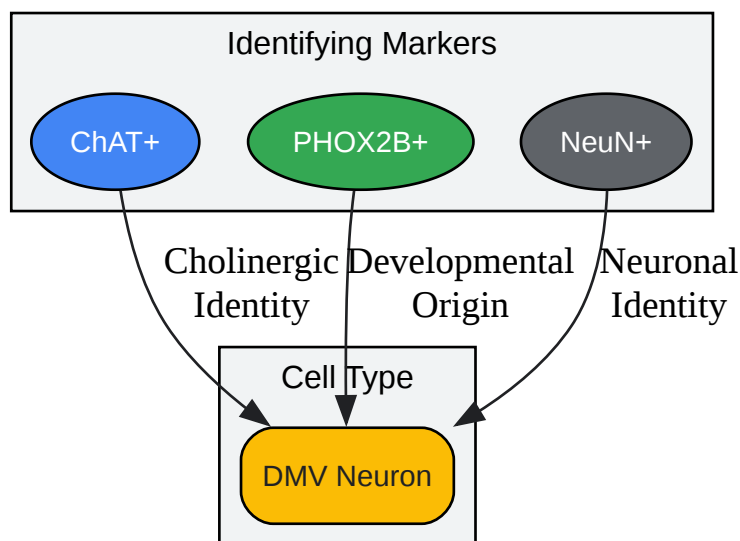 Identifying Markers
ChAT+
PHOX2B+
NeuN+
Cholinergic
Identity
Developmental
Origin
Neuronal
Identity
Cell Type
DMV Neuron